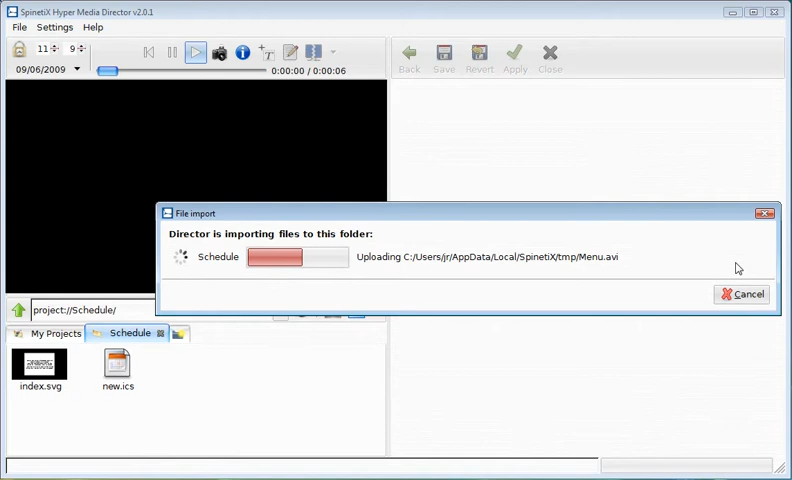 SpinetiX Hyper Media Director v2.0.1
File Settings Help
11 9
09/06/2009 0:00:00 / 0:00:06
Back Save Revert Apply Close
File import
Director is importing files to this folder:
Schedule Uploading C:/Users/jr/AppData/Local/SpinetiX/tmp/Menu.avi
Cancel
project://Schedule/
My Projects Schedule
index.svg new.ics